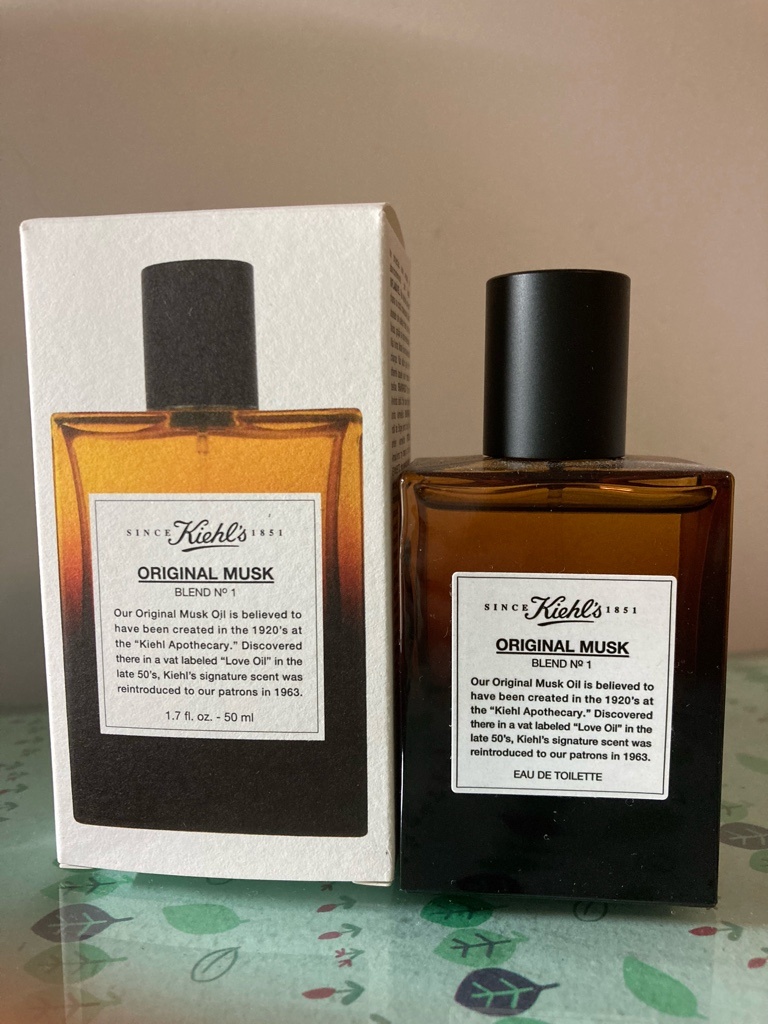 SINCE Kiehl's 1851
ORIGINAL MUSK
BLEND Nº 1
Our Original Musk Oil is believed to
have been created in the 1920's at
the “Kiehl Apothecary.” Discovered
there in a vat labeled “Love Oil” in the
late 50's, Kiehl's signature scent was
reintroduced to our patrons in 1963.
1.7 fl. oz. - 50 ml
SINCE Kiehl's 1851
ORIGINAL MUSK
BLEND Nº 1
Our Original Musk Oil is believed to
have been created in the 1920's at
the “Kiehl Apothecary.” Discovered
there in a vat labeled “Love Oil” in the
late 50's, Kiehl's signature scent was
reintroduced to our patrons in 1963.
EAU DE TOILETTE